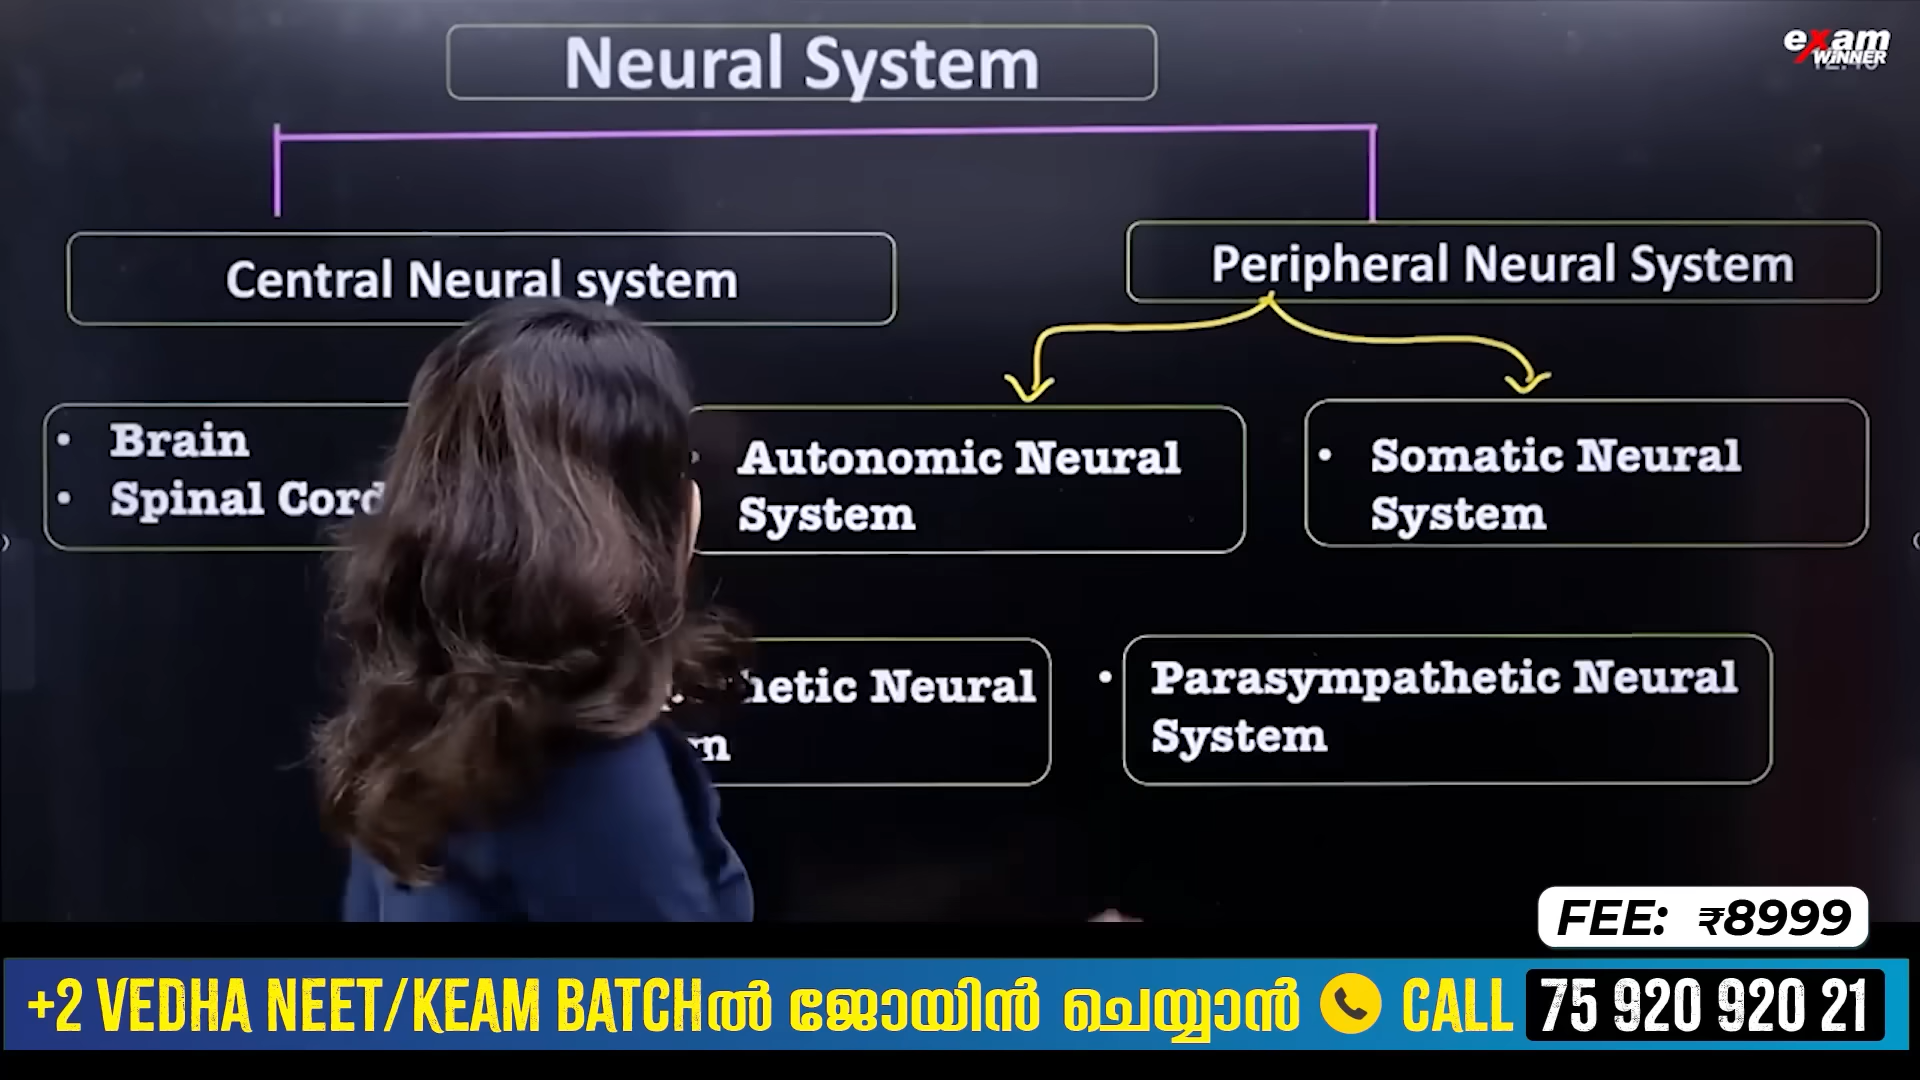 Neural System
exam
WINNER
Central Neural system
Peripheral Neural System
• Brain
• Spinal Cord
• Autonomic Neural
System
• Somatic Neural
System
Neural
• Parasympathetic Neural
System
FEE: ₹8999
+2 VEDHA NEET/KEAM BATCHൽ ജോയിൻ ചെയ്യാൻ CALL 75 920 920 21